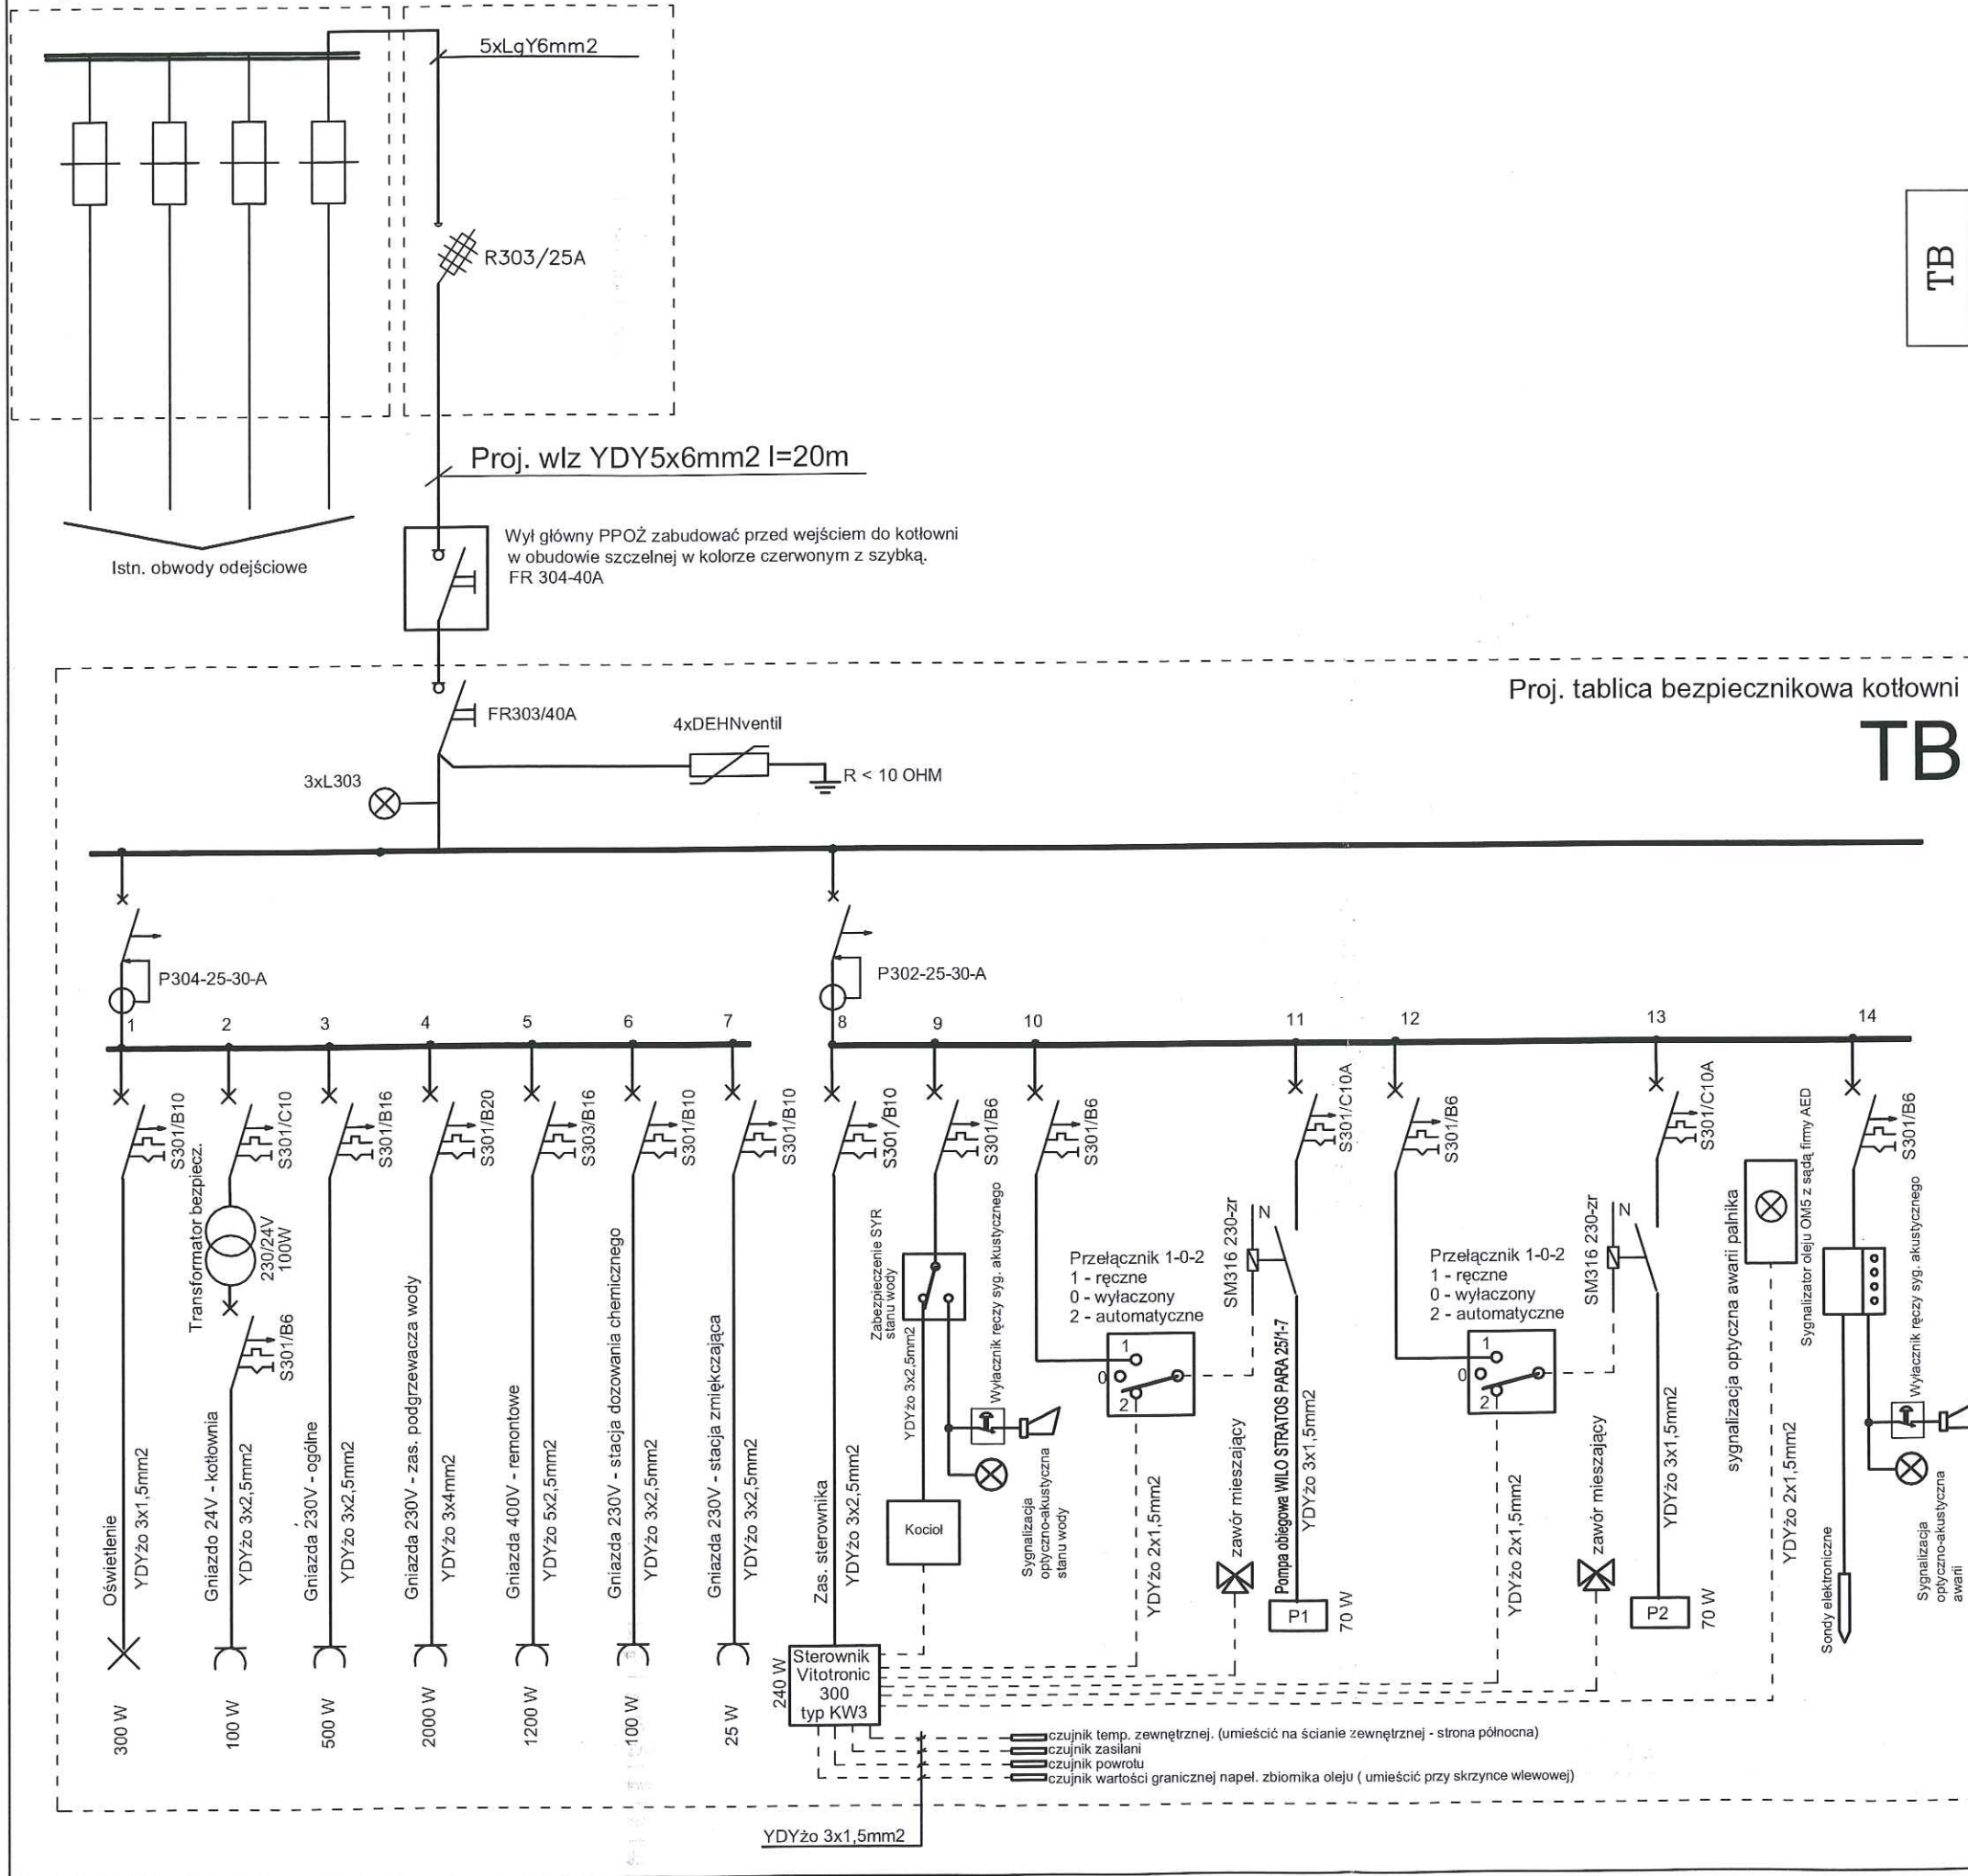 5xLgY6mm2
R303/25A
TB
Proj. wlz YDY5x6mm2 l=20m
Wył główny PPOŻ zabudować przed wejściem do kotłowni
w obudowie szczelnej w kolorze czerwonym z szybką.
FR 304-40A
Istn. obwody odejściowe
Proj. tablica bezpiecznikowa kotłowni
TB
FR303/40A
4xDEHNventil
3xL303
R < 10 OHM
P304-25-30-A
P302-25-30-A
1
2
3
4
5
6
7
8
9
10
11
12
13
14
S301/B10
Oświetlenie
YDYżo 3x1,5mm2
300 W
S301/C10
Transformator bezpiecz.
230/24V
100W
S301/B6
Gniazdo 24V - kotłownia
YDYżo 3x2,5mm2
100 W
S301/B16
Gniazda 230V - ogólne
YDYżo 3x2,5mm2
500 W
S301/B20
Gniazda 230V - zas. podgrzewacza wody
YDYżo 3x4mm2
2000 W
S303/B16
Gniazda 400V - remontowe
YDYżo 5x2,5mm2
1200 W
S301/B10
Gniazda 230V - stacja dozowania chemicznego
YDYżo 3x2,5mm2
100 W
S301/B10
Gniazda 230V - stacja zmiękczająca
YDYżo 3x2,5mm2
25 W
S301/B10
Zas. sterownika
YDYżo 3x2,5mm2
240 W
Sterownik
Vitotronic
300
typ KW3
S301/B6
Zabezpieczenie SYR
stanu wody
YDYżo 3x2,5mm2
Wyłacznik ręczy syg. akustycznego
Kocioł
Sygnalizacja
optyczno-akustyczna
stanu wody
S301/B6
Przełącznik 1-0-2
1 - ręczne
0 - wyłaczony
2 - automatyczne
1
0
2
YDYżo 2x1,5mm2
zawór mieszający
S301/C10A
SM316 230-zr
N
Pompa obiegowa WILO STRATOS PARA 25/1-7
YDYżo 3x1,5mm2
P1
70 W
S301/B6
Przełącznik 1-0-2
1 - ręczne
0 - wyłaczony
2 - automatyczne
1
0
2
YDYżo 2x1,5mm2
zawór mieszający
S301/C10A
SM316 230-zr
N
YDYżo 3x1,5mm2
P2
70 W
sygnalizacja optyczna awarii palnika
YDYżo 2x1,5mm2
S301/B6
Sygnalizator oleju OM5 z sądą firmy AED
Wyłacznik ręczy syg. akustycznego
Sondy elektroniczne
Sygnalizacja
optyczno-akustyczna
awarii
czujnik temp. zewnętrznej. (umieścić na ścianie zewnętrznej - strona północna)
czujnik zasilani
czujnik powrotu
czujnik wartości granicznej napeł. zbiornika oleju ( umieścić przy skrzynce wlewowej)
YDYżo 3x1,5mm2